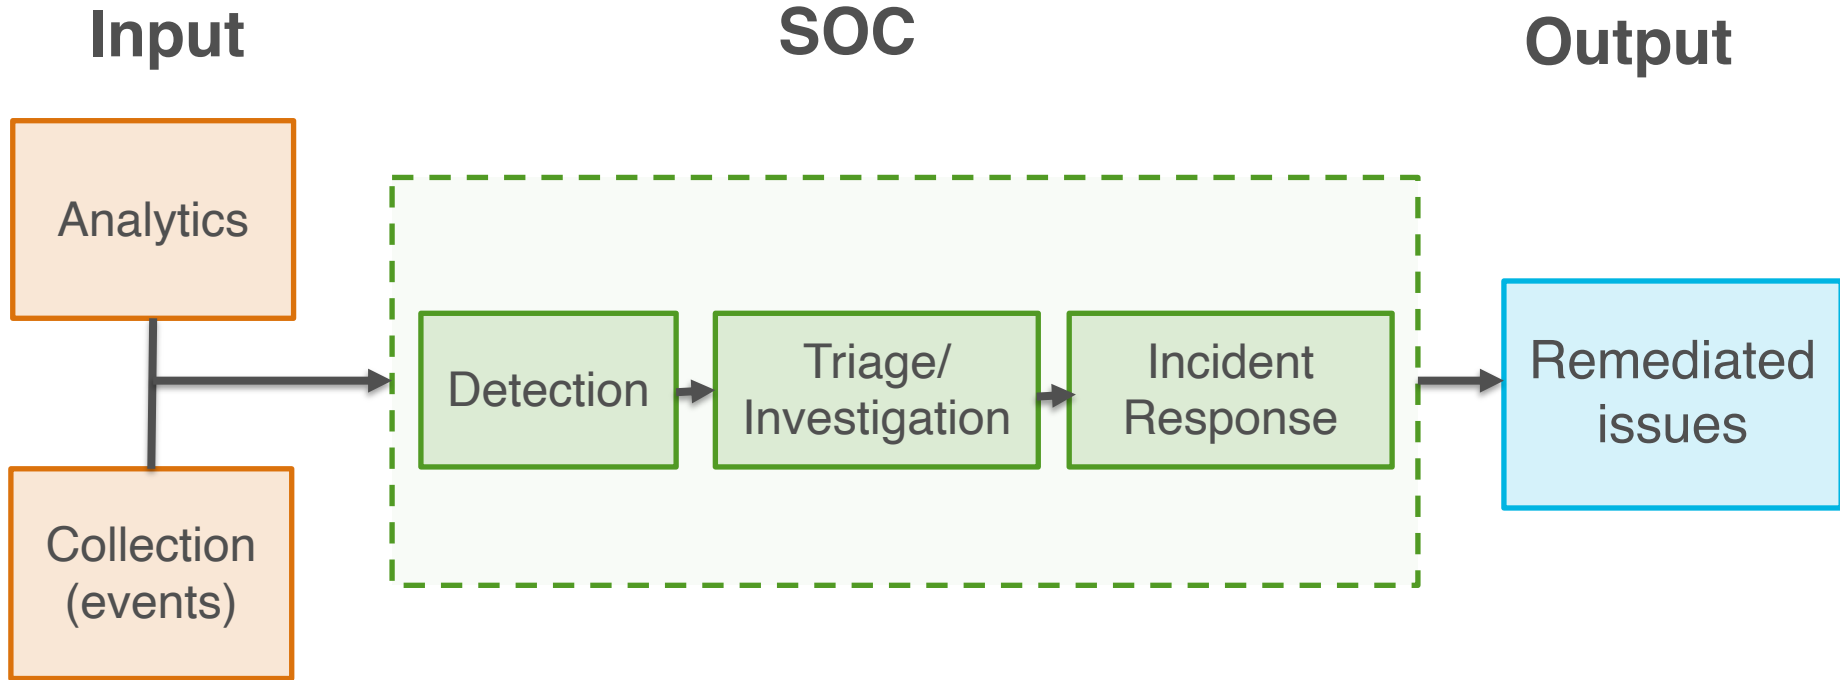 Input
SOC
Output
Analytics
Collection
(events)
Detection
Triage/
Investigation
Incident
Response
Remediated
issues